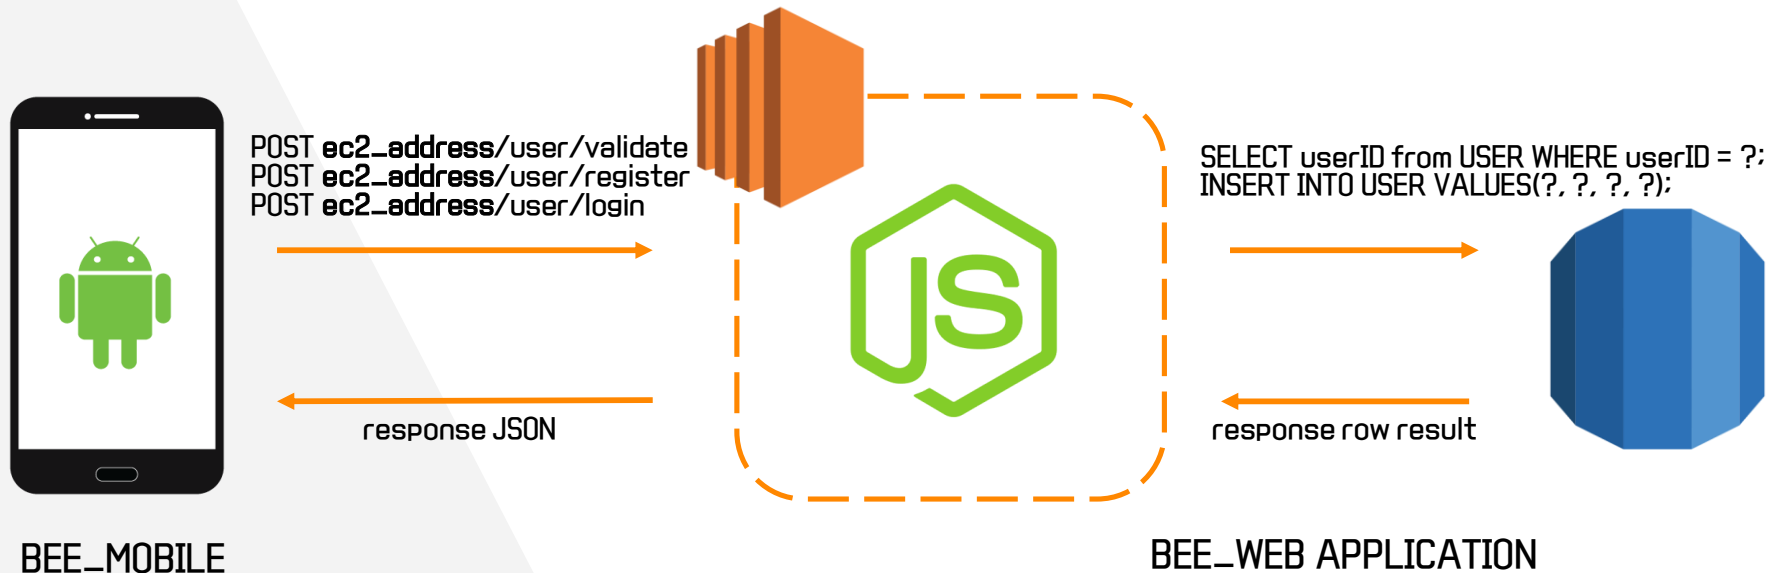 POST ec2_address/user/validate
POST ec2_address/user/register
POST ec2_address/user/login
response JSON
JS
SELECT userID from USER WHERE userID = ?;
INSERT INTO USER VALUES(?, ?, ?, ?);
response row result
BEE_MOBILE
BEE_WEB APPLICATION